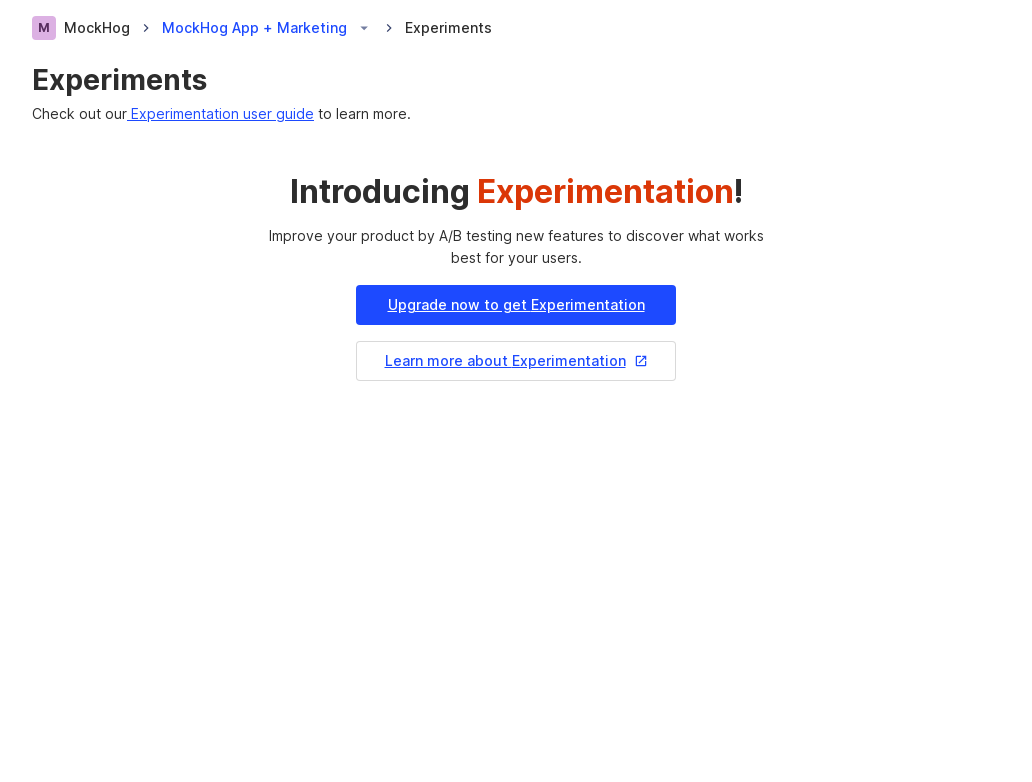 M MockHog MockHog App + Marketing Experiments
Experiments
Check out our Experimentation user guide to learn more.
Introducing Experimentation!
Improve your product by A/B testing new features to discover what works
best for your users.
Upgrade now to get Experimentation
Learn more about Experimentation